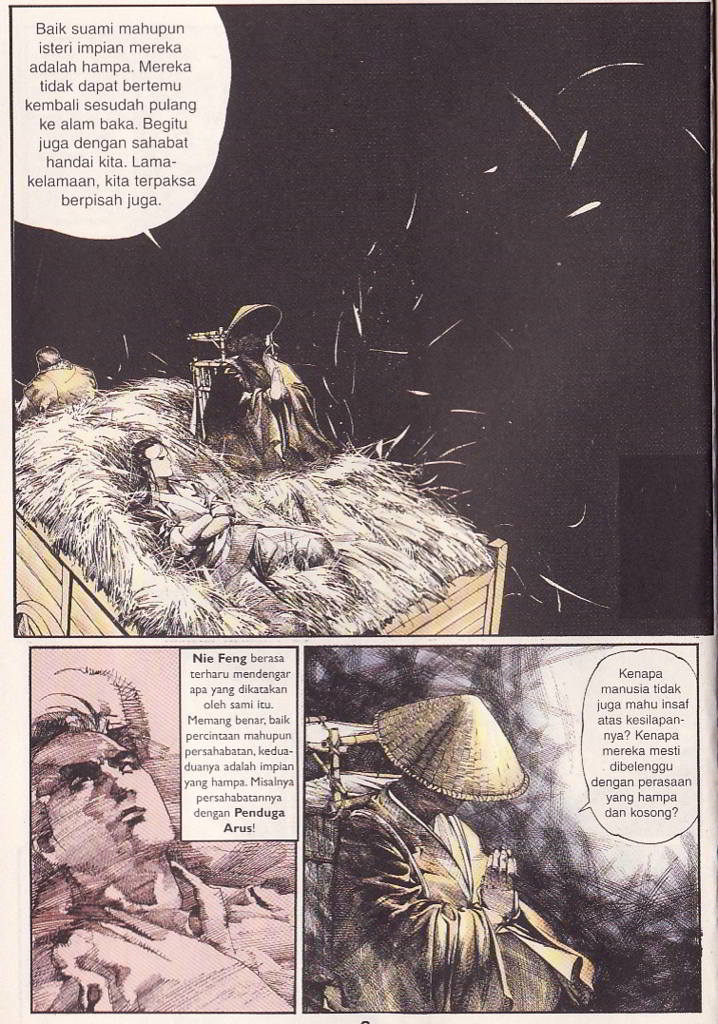 Baik suami mahupun
isteri impian mereka
adalah hampa. Mereka
tidak dapat bertemu
kembali sesudah pulang
ke alam baka. Begitu
juga dengan sahabat
handai kita. Lama-
kelamaan, kita terpaksa
berpisah juga.
Nie Feng berasa
terharu mendengar
apa yang dikatakan
oleh sami itu.
Memang benar, baik
percintaan mahupun
persahabatan, kedua-
duanya adalah impian
yang hampa. Misalnya
persahabatannya
dengan Penduga
Arus!
Kenapa
manusia tidak
juga mahu insaf
atas kesilapan-
nya? Kenapa
mereka mesti
dibelenggu
dengan perasaan
yang hampa
dan kosong?